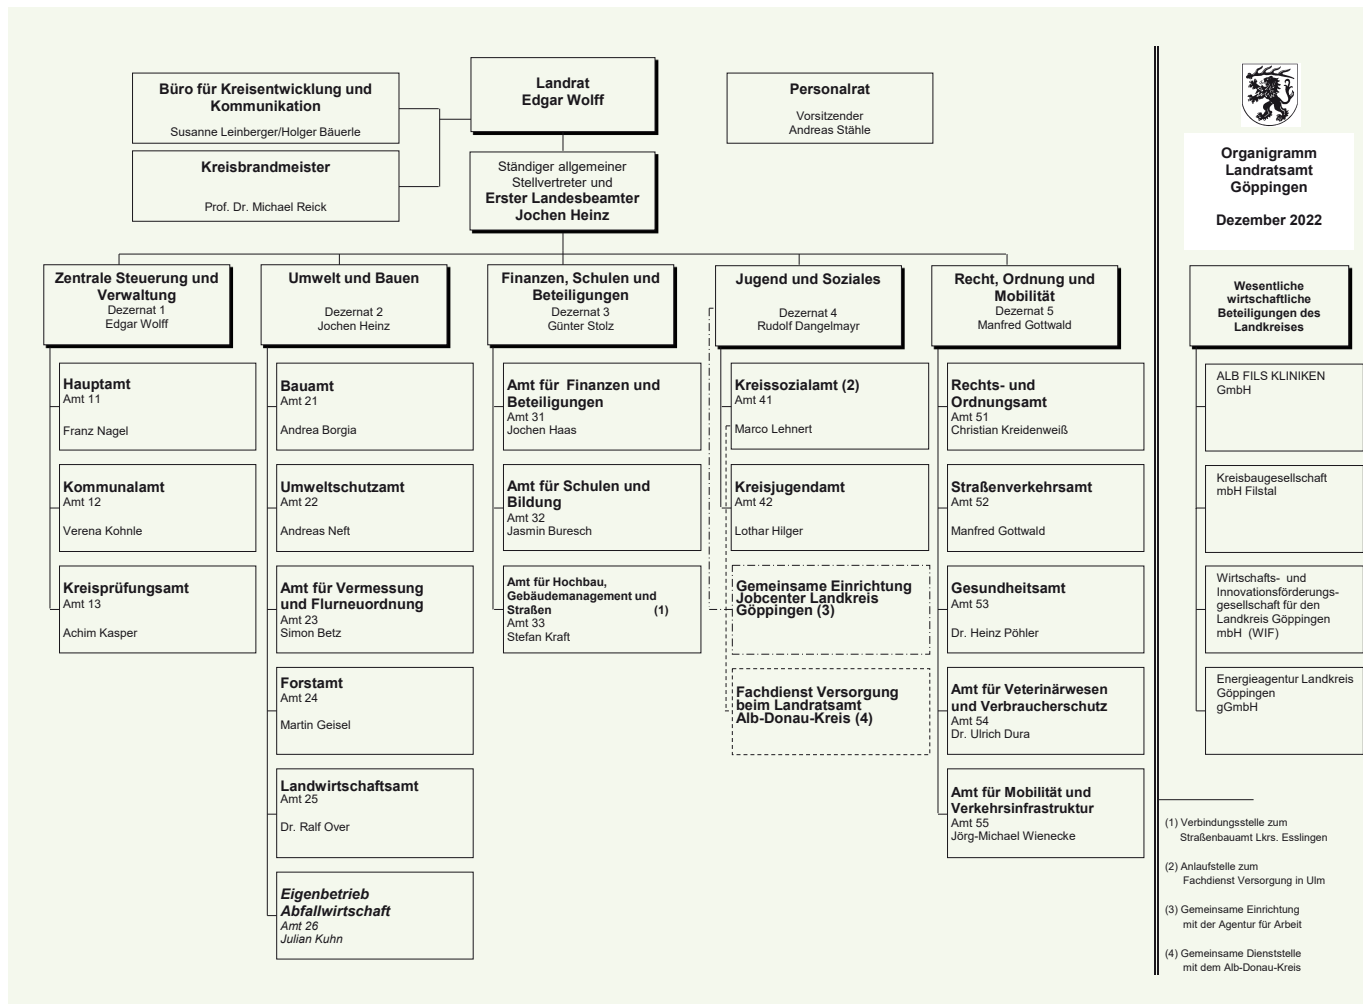 Büro für Kreisentwicklung und
Kommunikation
Susanne Leinberger/Holger Bäuerle
Kreisbrandmeister
Prof. Dr. Michael Reick
Landrat
Edgar Wolff
Ständiger allgemeiner
Stellvertreter und
Erster Landesbeamter
Jochen Heinz
Personalrat
Vorsitzender
Andreas Stähle
Organigramm
Landratsamt
Göppingen
Dezember 2022
Zentrale Steuerung und
Verwaltung
Dezernat 1
Edgar Wolff
Hauptamt
Amt 11
Franz Nagel
Kommunalamt
Amt 12
Verena Kohnle
Kreisprüfungsamt
Amt 13
Achim Kasper
Umwelt und Bauen
Dezernat 2
Jochen Heinz
Bauamt
Amt 21
Andrea Borgia
Umweltschutzamt
Amt 22
Andreas Neft
Amt für Vermessung
und Flurneuordnung
Amt 23
Simon Betz
Forstamt
Amt 24
Martin Geisel
Landwirtschaftsamt
Amt 25
Dr. Ralf Over
Eigenbetrieb
Abfallwirtschaft
Amt 26
Julian Kuhn
Finanzen, Schulen und
Beteiligungen
Dezernat 3
Günter Stolz
Amt für Finanzen und
Beteiligungen
Amt 31
Jochen Haas
Amt für Schulen und
Bildung
Amt 32
Jasmin Buresch
Amt für Hochbau,
Gebäudemanagement und
Straßen (1)
Amt 33
Stefan Kraft
Jugend und Soziales
Dezernat 4
Rudolf Dangelmayr
Kreissozialamt (2)
Amt 41
Marco Lehnert
Kreisjugendamt
Amt 42
Lothar Hilger
Gemeinsame Einrichtung
Jobcenter Landkreis
Göppingen (3)
Fachdienst Versorgung
beim Landratsamt
Alb-Donau-Kreis (4)
Recht, Ordnung und
Mobilität
Dezernat 5
Manfred Gottwald
Rechts- und
Ordnungsamt
Amt 51
Christian Kreidenweiß
Straßenverkehrsamt
Amt 52
Manfred Gottwald
Gesundheitsamt
Amt 53
Dr. Heinz Pöhler
Amt für Veterinärwesen
und Verbraucherschutz
Amt 54
Dr. Ulrich Dura
Amt für Mobilität und
Verkehrsinfrastruktur
Amt 55
Jörg-Michael Wienecke
Wesentliche
wirtschaftliche
Beteiligungen des
Landkreises
ALB FILS KLINIKEN
GmbH
Kreisbaugesellschaft
mbH Filstal
Wirtschafts- und
Innovationsförderungs-
gesellschaft für den
Landkreis Göppingen
mbH (WIF)
Energieagentur Landkreis
Göppingen
gGmbH
(1) Verbindungsstelle zum
Straßenbauamt Lkrs. Esslingen
(2) Anlaufstelle zum
Fachdienst Versorgung in Ulm
(3) Gemeinsame Einrichtung
mit der Agentur für Arbeit
(4) Gemeinsame Dienststelle
mit dem Alb-Donau-Kreis